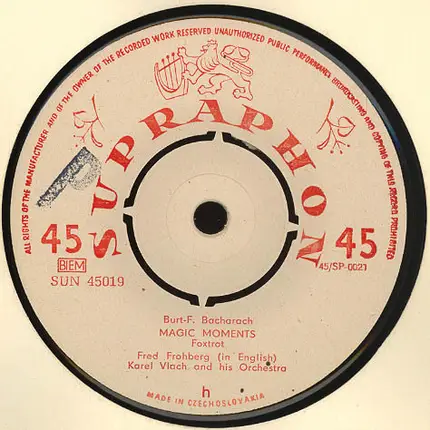 ALL RIGHTS OF THE MANUFACTURER AND OF THE OWNER OF THE RECORDED WORK RESERVED UNAUTHORIZED PUBLIC PERFORMANCE BROADCASTING AND COPYING OF THIS RECORD PROHIBITED
SUPRAPHON
P
45
45
BIEM
45/SP-0021
SUN 45019
Burt-F. Bacharach
MAGIC MOMENTS
Foxtrot
Fred Frohberg (in English)
Karel Vlach and his Orchestra
h
MADE IN CZECHOSLOVAKIA